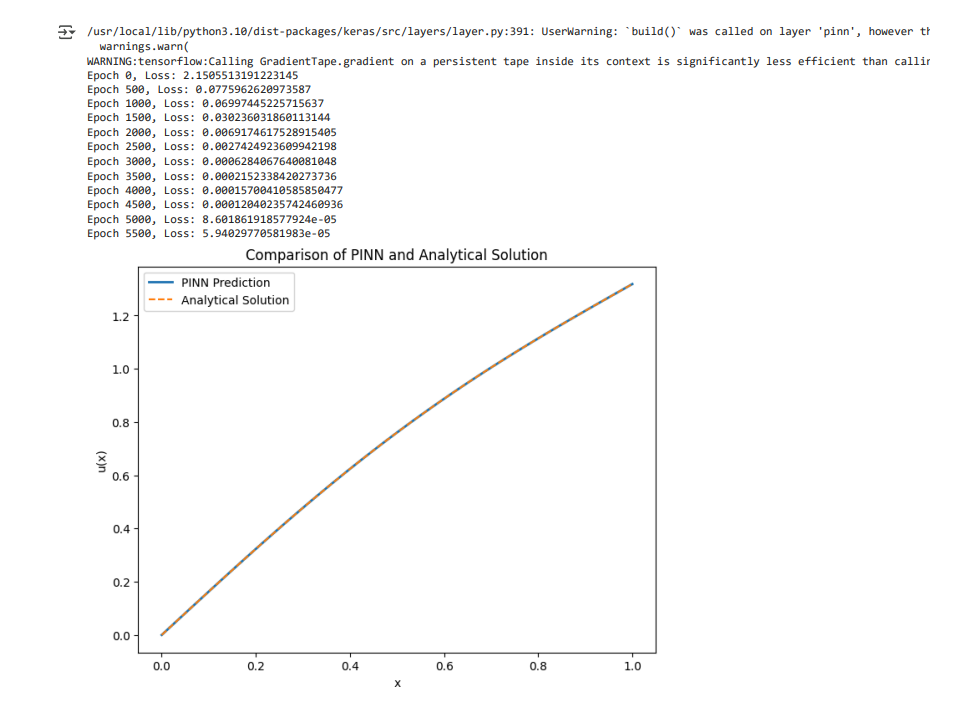 /usr/local/lib/python3.10/dist-packages/keras/src/layers/layer.py:391: UserWarning: `build()` was called on layer 'pinn', however th
warnings.warn(
WARNING:tensorflow:Calling GradientTape.gradient on a persistent tape inside its context is significantly less efficient than callin
Epoch 0, Loss: 2.1505513191223145
Epoch 500, Loss: 0.0775962620973587
Epoch 1000, Loss: 0.06997445225715637
Epoch 1500, Loss: 0.030236031860113144
Epoch 2000, Loss: 0.0069174617528915405
Epoch 2500, Loss: 0.0027424923609942198
Epoch 3000, Loss: 0.0006284067640081048
Epoch 3500, Loss: 0.0002152338420273736
Epoch 4000, Loss: 0.00015700410585850477
Epoch 4500, Loss: 0.00012040235742460936
Epoch 5000, Loss: 8.601861918577924e-05
Epoch 5500, Loss: 5.94029770581983e-05
Comparison of PINN and Analytical Solution
PINN Prediction
Analytical Solution
1.2
1.0
0.8
0.6
0.4
0.2
0.0
u(x)
0.0 0.2 0.4 0.6 0.8 1.0
x